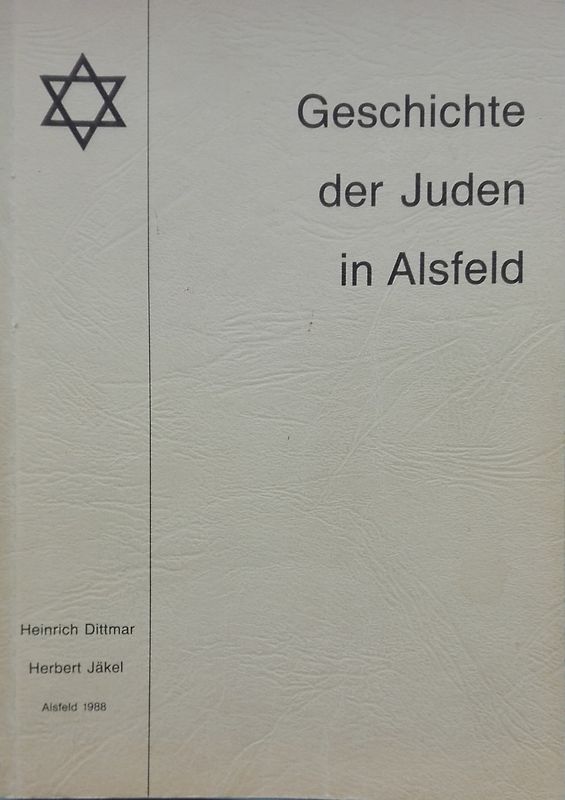 Geschichte
der Juden
in Alsfeld
Heinrich Dittmar
Herbert Jäkel
Alsfeld 1988